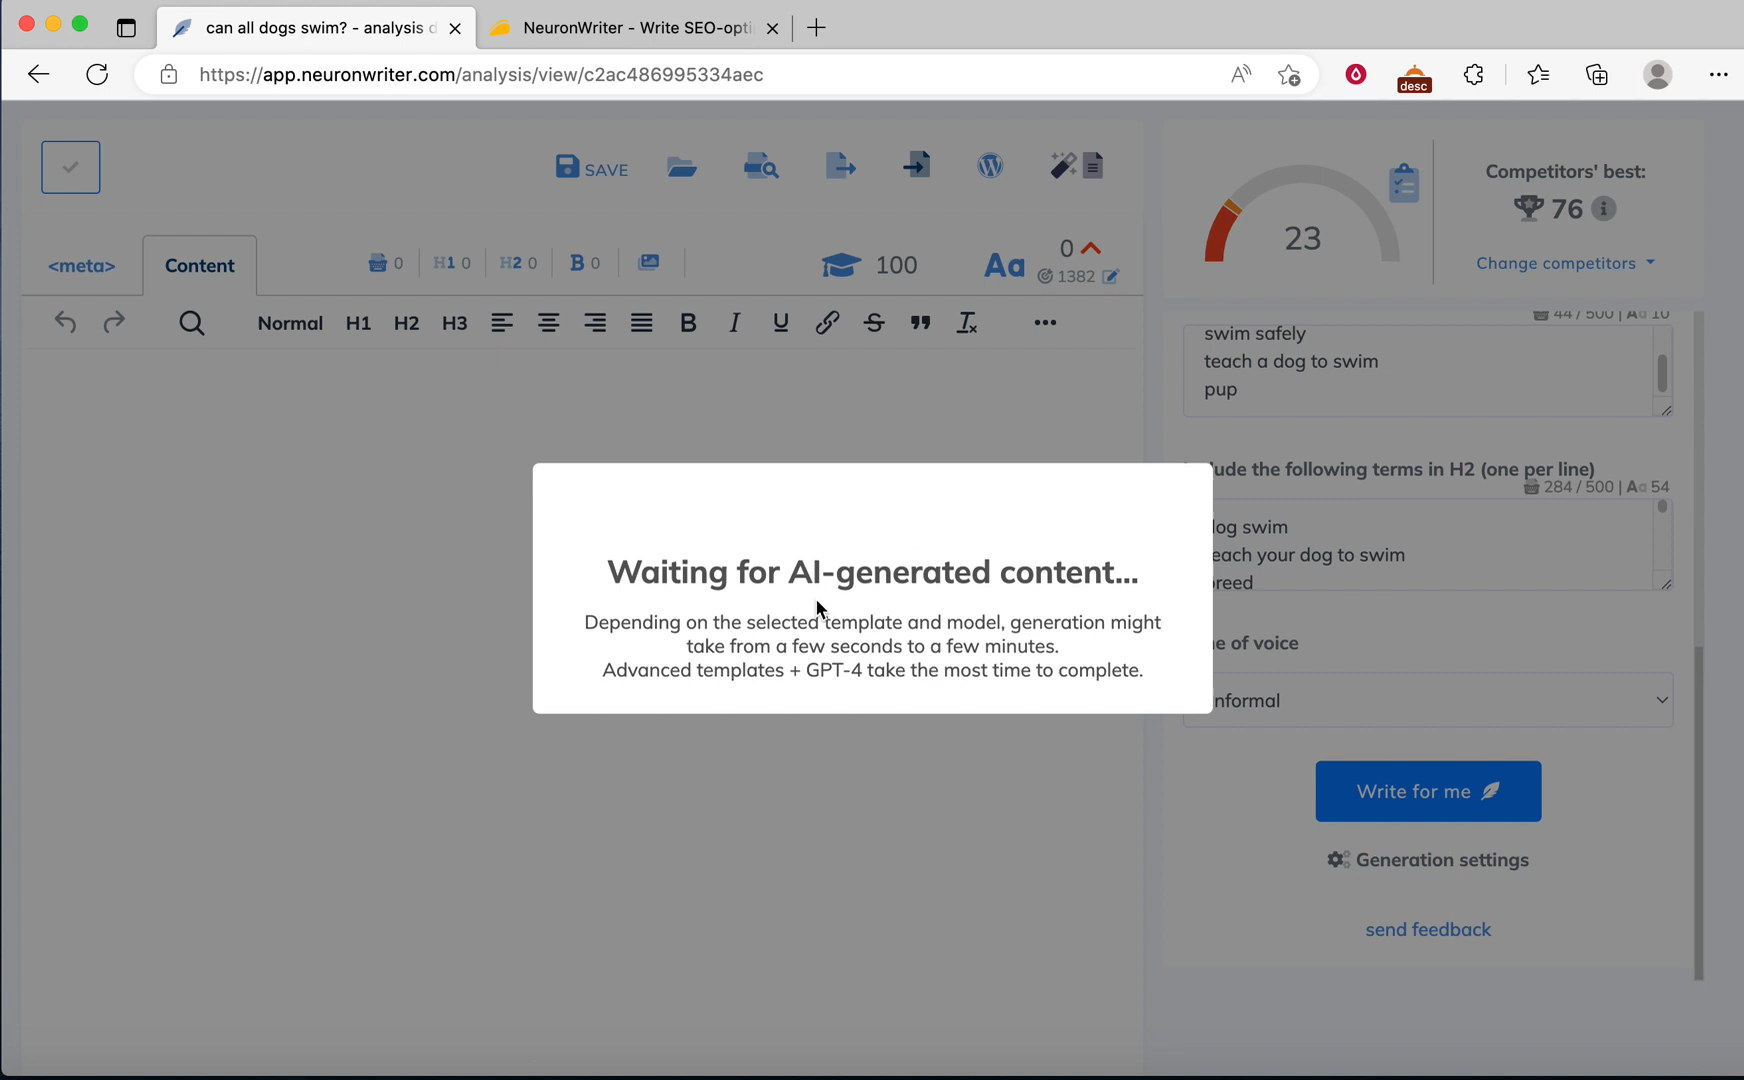 can all dogs swim? - analysis
NeuronWriter - Write SEO-opti
https://app.neuronwriter.com/analysis/view/c2ac486995334aec
A))
desc
SAVE
Competitors' best:
76
23
Change competitors
<meta>
Content
0
H1 0
H2 0
B 0
100
Aa
0
1382
Normal H1 H2 H3 B I U S
44 / 500 | Aa 10
swim safely
teach a dog to swim
pup
ude the following terms in H2 (one per line)
284 / 500 | Aa 54
og swim
each your dog to swim
breed
e of voice
nformal
Waiting for AI-generated content...
Depending on the selected template and model, generation might
take from a few seconds to a few minutes.
Advanced templates + GPT-4 take the most time to complete.
Write for me
Generation settings
send feedback